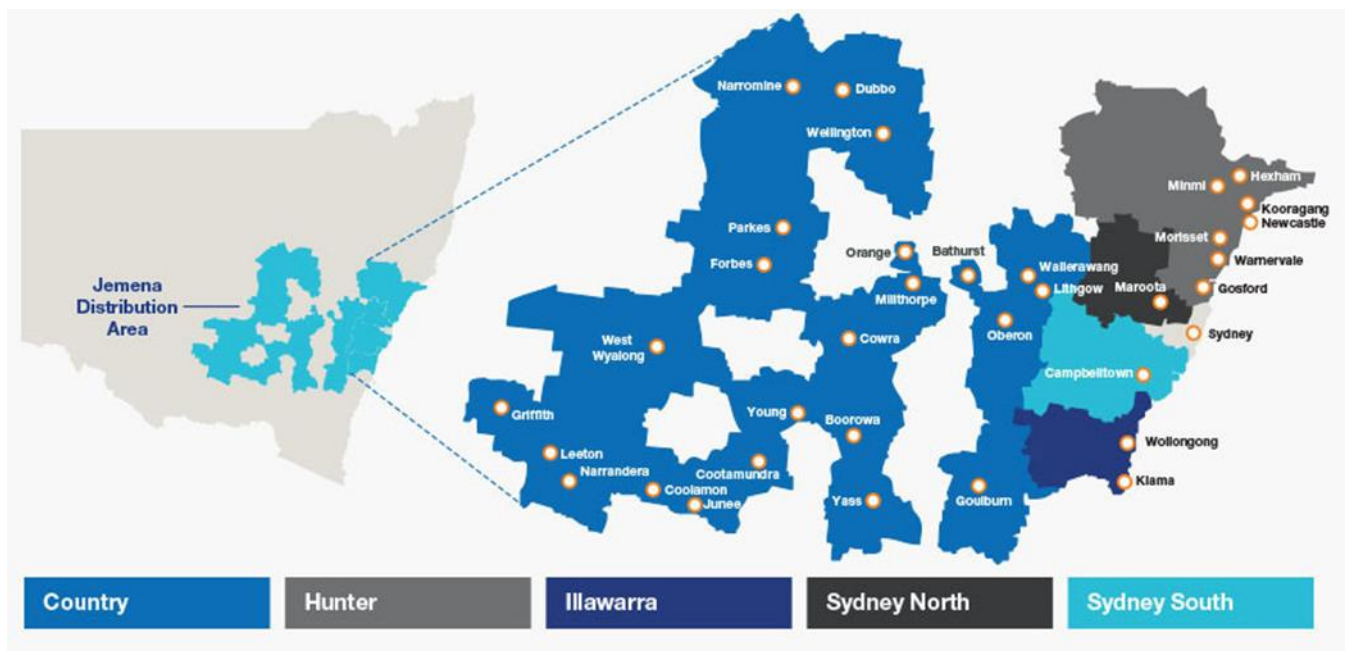 Jemena
Distribution
Area
Narromine
Dubbo
Wellington
Parkes
Forbes
Orange
Bathurst
Millthorpe
Wallerawang
Lithgow
Oberon
West
Wyalong
Cowra
Griffith
Young
Boorowa
Leeton
Narrandera
Cootamundra
Coolamon
Junee
Yass
Goulburn
Minmi
Hexham
Kooragang
Newcastle
Morisset
Warnervale
Maroota
Gosford
Sydney
Campbelltown
Wollongong
Kiama
Country
Hunter
Illawarra
Sydney North
Sydney South